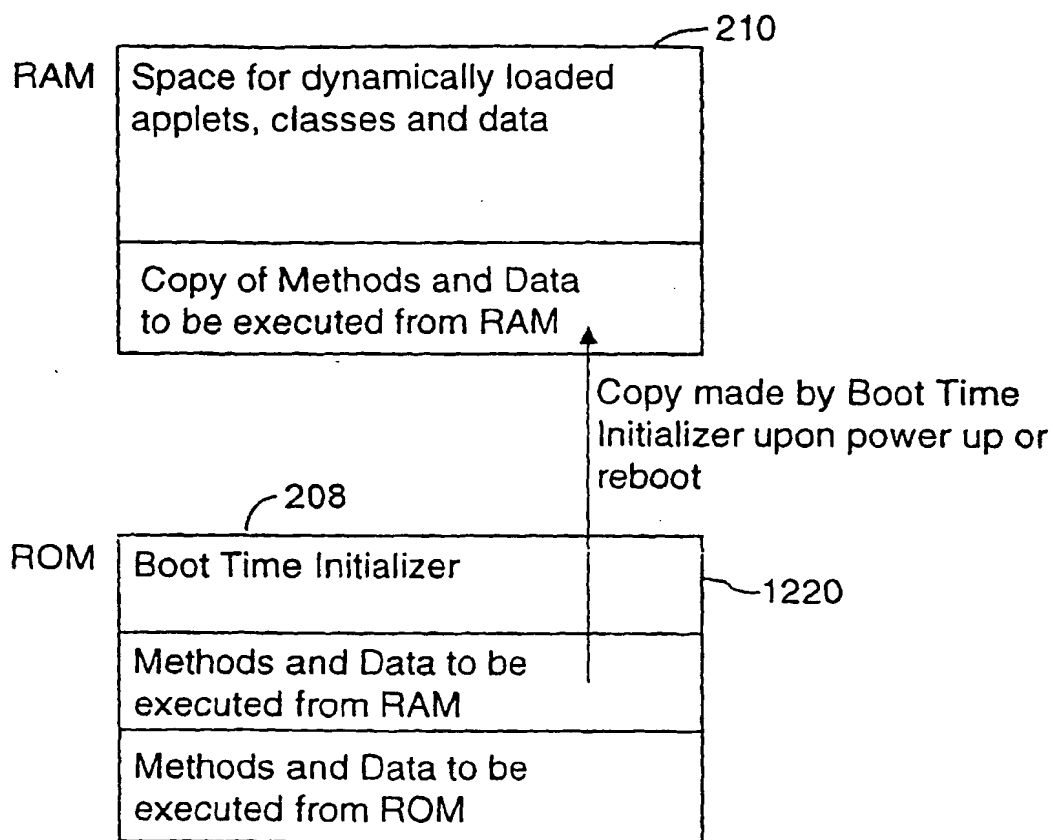 210
RAM
Space for dynamically loaded
applets, classes and data
Copy of Methods and Data
to be executed from RAM
Copy made by Boot Time
Initializer upon power up or
reboot
208
ROM
Boot Time Initializer
1220
Methods and Data to be
executed from RAM
Methods and Data to be
executed from ROM